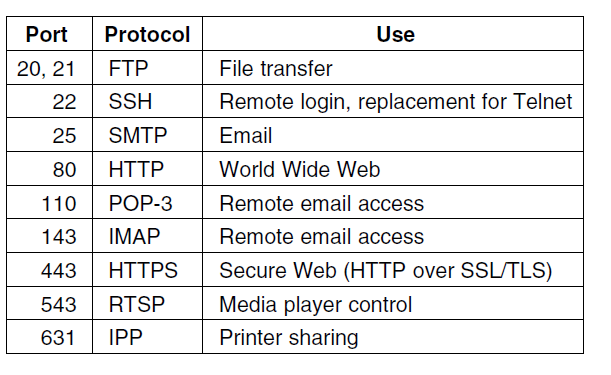 Port Protocol Use
20, 21 FTP File transfer
22 SSH Remote login, replacement for Telnet
25 SMTP Email
80 HTTP World Wide Web
110 POP-3 Remote email access
143 IMAP Remote email access
443 HTTPS Secure Web (HTTP over SSL/TLS)
543 RTSP Media player control
631 IPP Printer sharing